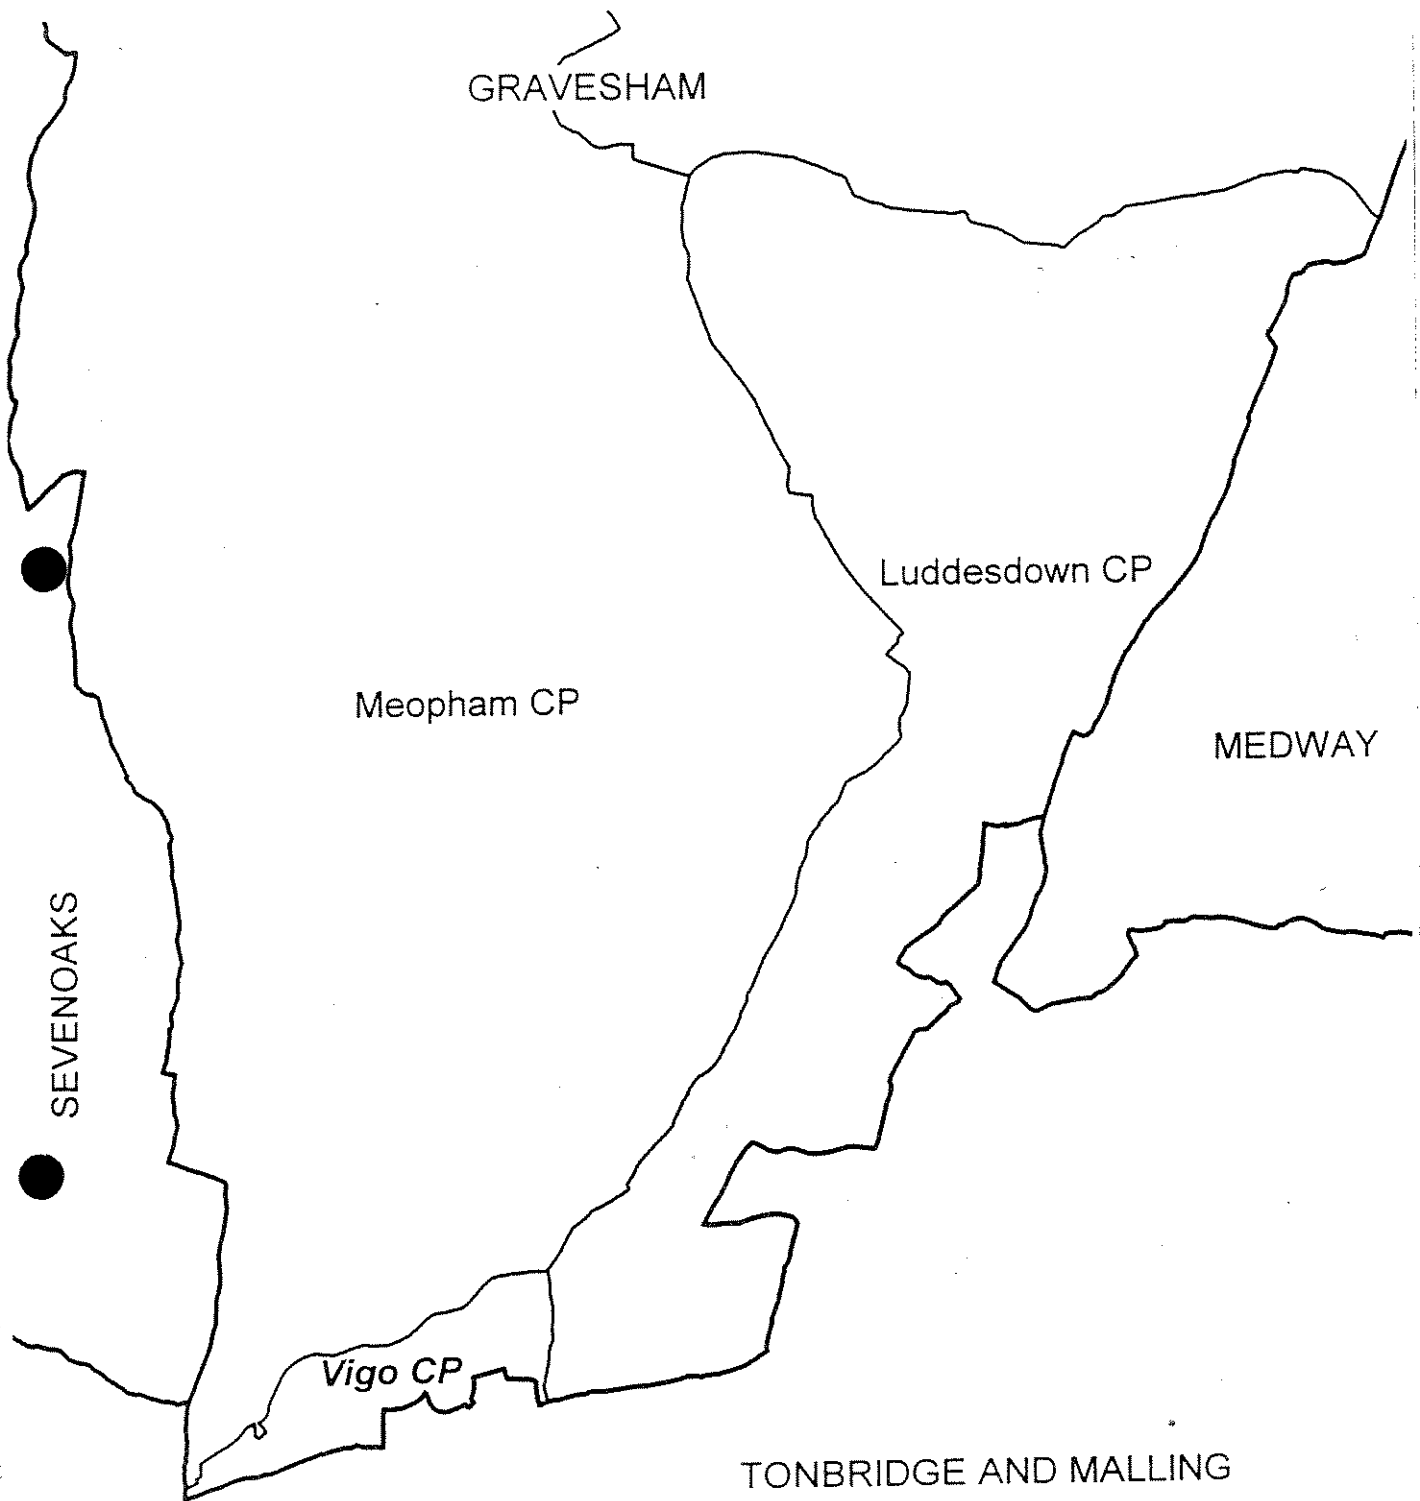 GRAVESHAM
Luddesdown CP
Meopham CP
MEDWAY
SEVENOAKS
Vigo CP
TONBRIDGE AND MALLING